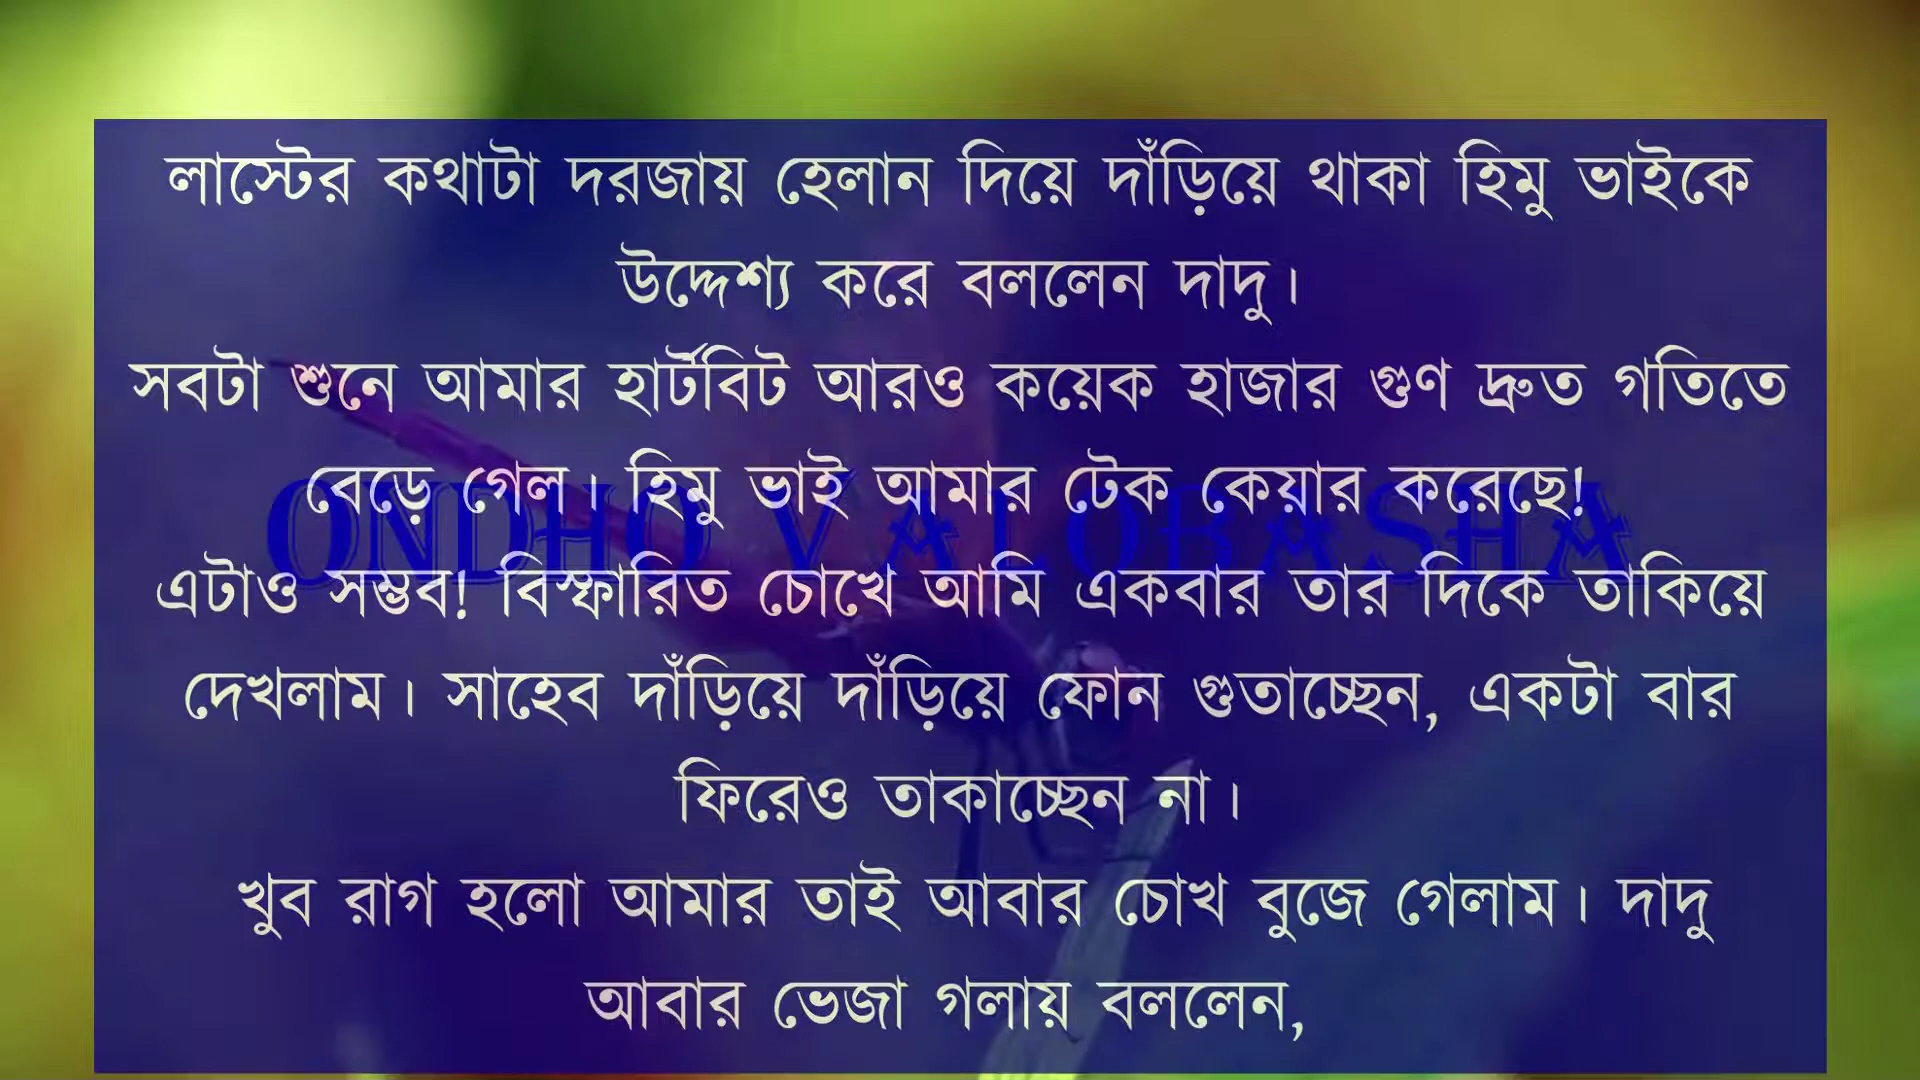 লাস্টের কথাটা দরজায় হেলান দিয়ে দাঁড়িয়ে থাকা হিমু ভাইকে
উদ্দেশ্য করে বললেন দাদু।
সবটা শুনে আমার হার্টবিট আরও কয়েক হাজার গুণ দ্রুত গতিতে
বেড়ে গেল। হিমু ভাই আমার টেক কেয়ার করেছে!
ONDHO VALOBASHA
এটাও সম্ভব! বিস্ফারিত চোখে আমি একবার তার দিকে তাকিয়ে
দেখলাম। সাহেব দাঁড়িয়ে দাঁড়িয়ে ফোন গুতাচ্ছেন, একটা বার
ফিরেও তাকাচ্ছেন না।
খুব রাগ হলো আমার তাই আবার চোখ বুজে গেলাম। দাদু
আবার ভেজা গলায় বললেন,